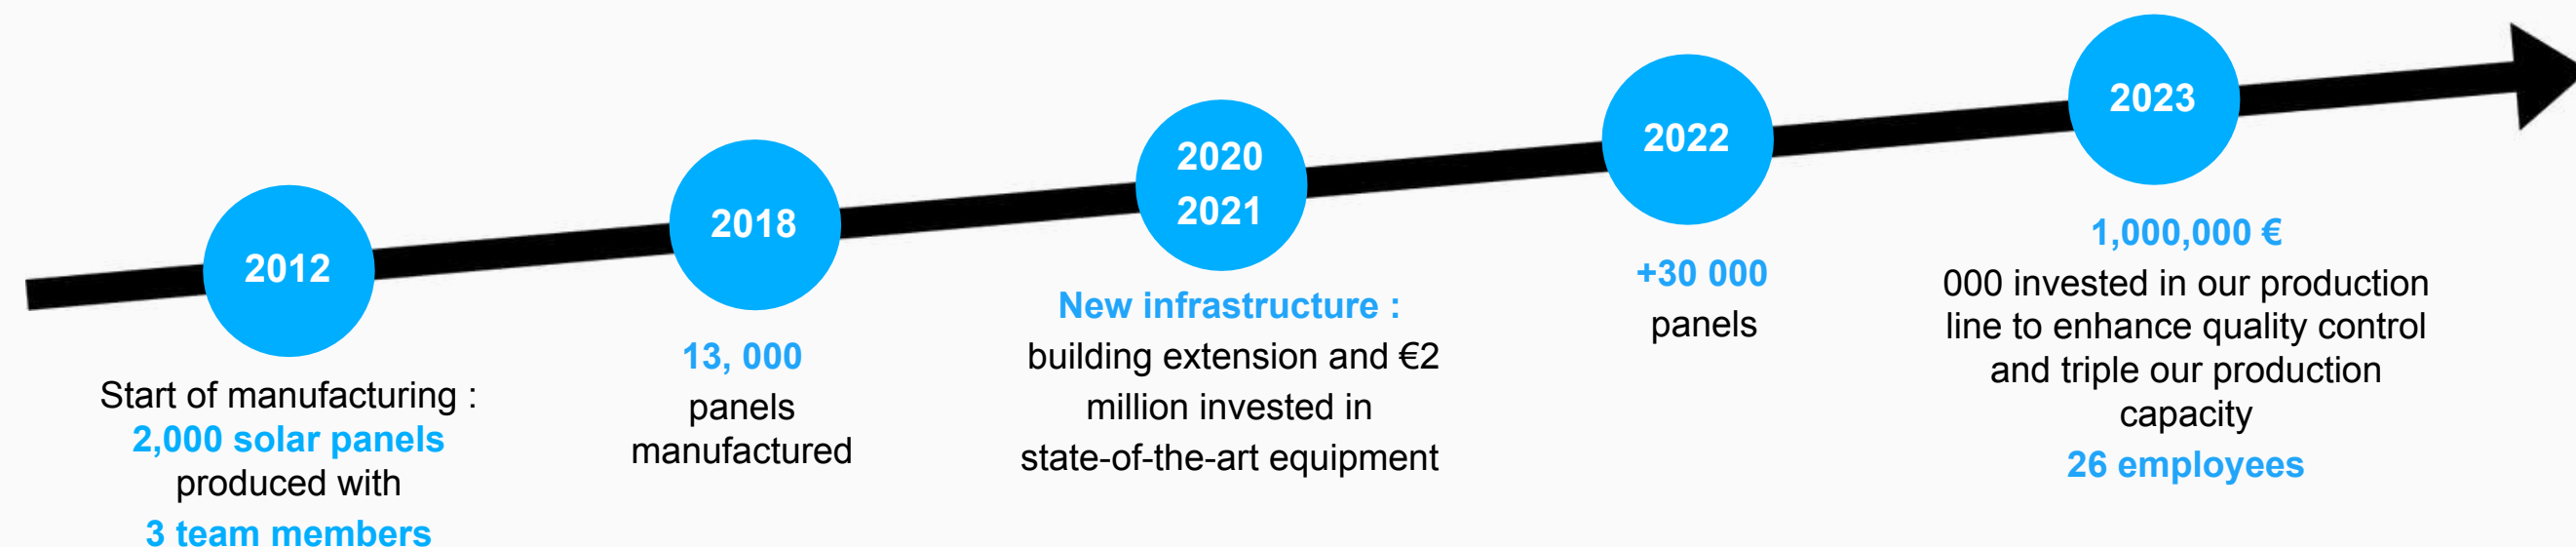 2012
Start of manufacturing :
2,000 solar panels
produced with
3 team members
2018
13, 000
panels
manufactured
2020
2021
New infrastructure :
building extension and €2
million invested in
state-of-the-art equipment
2022
+30 000
panels
2023
1,000,000 €
000 invested in our production
line to enhance quality control
and triple our production
capacity
26 employees